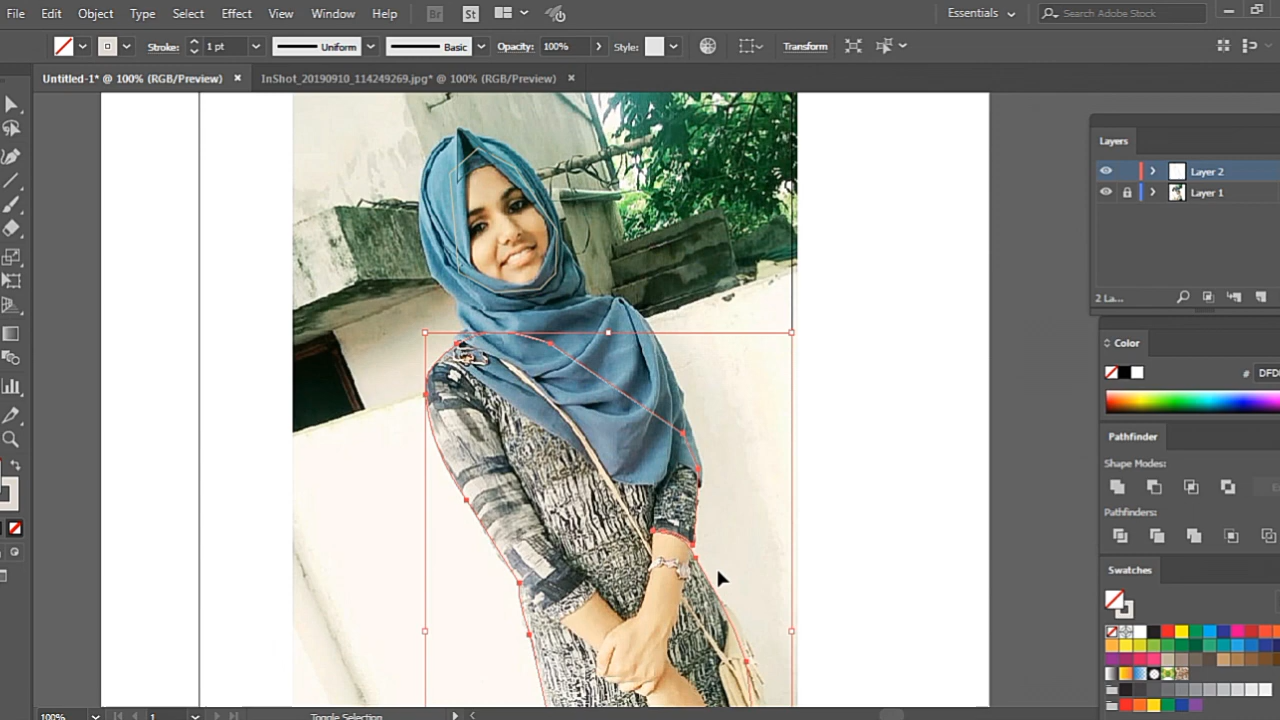 File Edit Object Type Select Effect View Window Help Br St Essentials Search Adobe Stock
Stroke: 1 pt Uniform Basic Opacity: 100% Style: Transform
Untitled-1* @ 100% (RGB/Preview) × InShot_20190910_114249269.jpg* @ 100% (RGB/Preview) ×
Layers
Layer 2
Layer 1
2 La...
Color
# DFD
Pathfinder
Shape Modes:
Pathfinders:
Swatches
100% 1 Toggle Selection